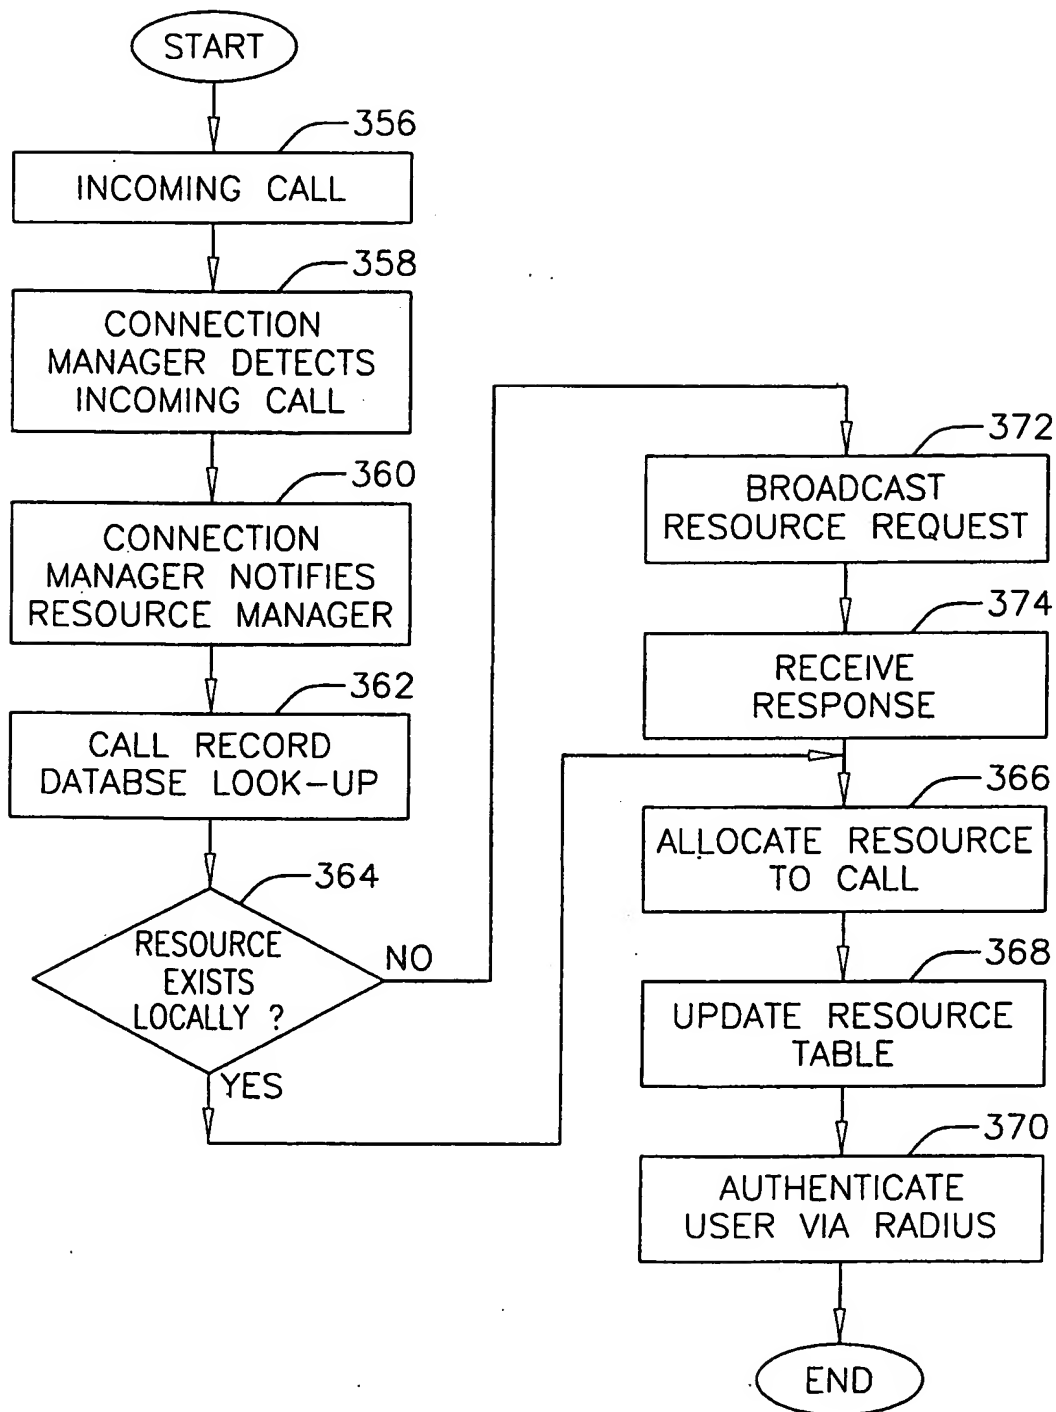 START
356
INCOMING CALL
358
CONNECTION
MANAGER DETECTS
INCOMING CALL
360
CONNECTION
MANAGER NOTIFIES
RESOURCE MANAGER
362
CALL RECORD
DATABSE LOOK-UP
364
RESOURCE
EXISTS
LOCALLY ?
NO
YES
372
BROADCAST
RESOURCE REQUEST
374
RECEIVE
RESPONSE
366
ALLOCATE RESOURCE
TO CALL
368
UPDATE RESOURCE
TABLE
370
AUTHENTICATE
USER VIA RADIUS
END